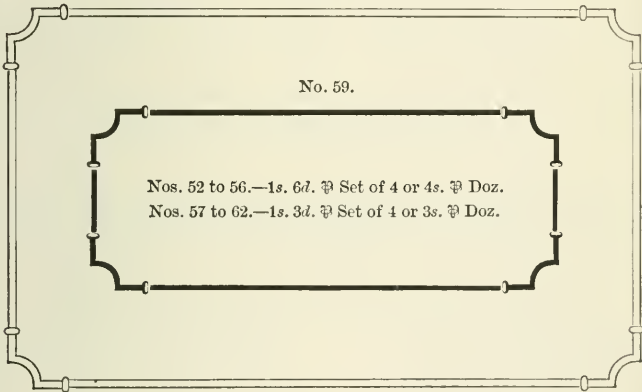 No. 59.
Nos. 52 to 56.—1s. 6d. ⅌ Set of 4 or 4s. ⅌ Doz.
Nos. 57 to 62.—1s. 3d. ⅌ Set of 4 or 3s. ⅌ Doz.